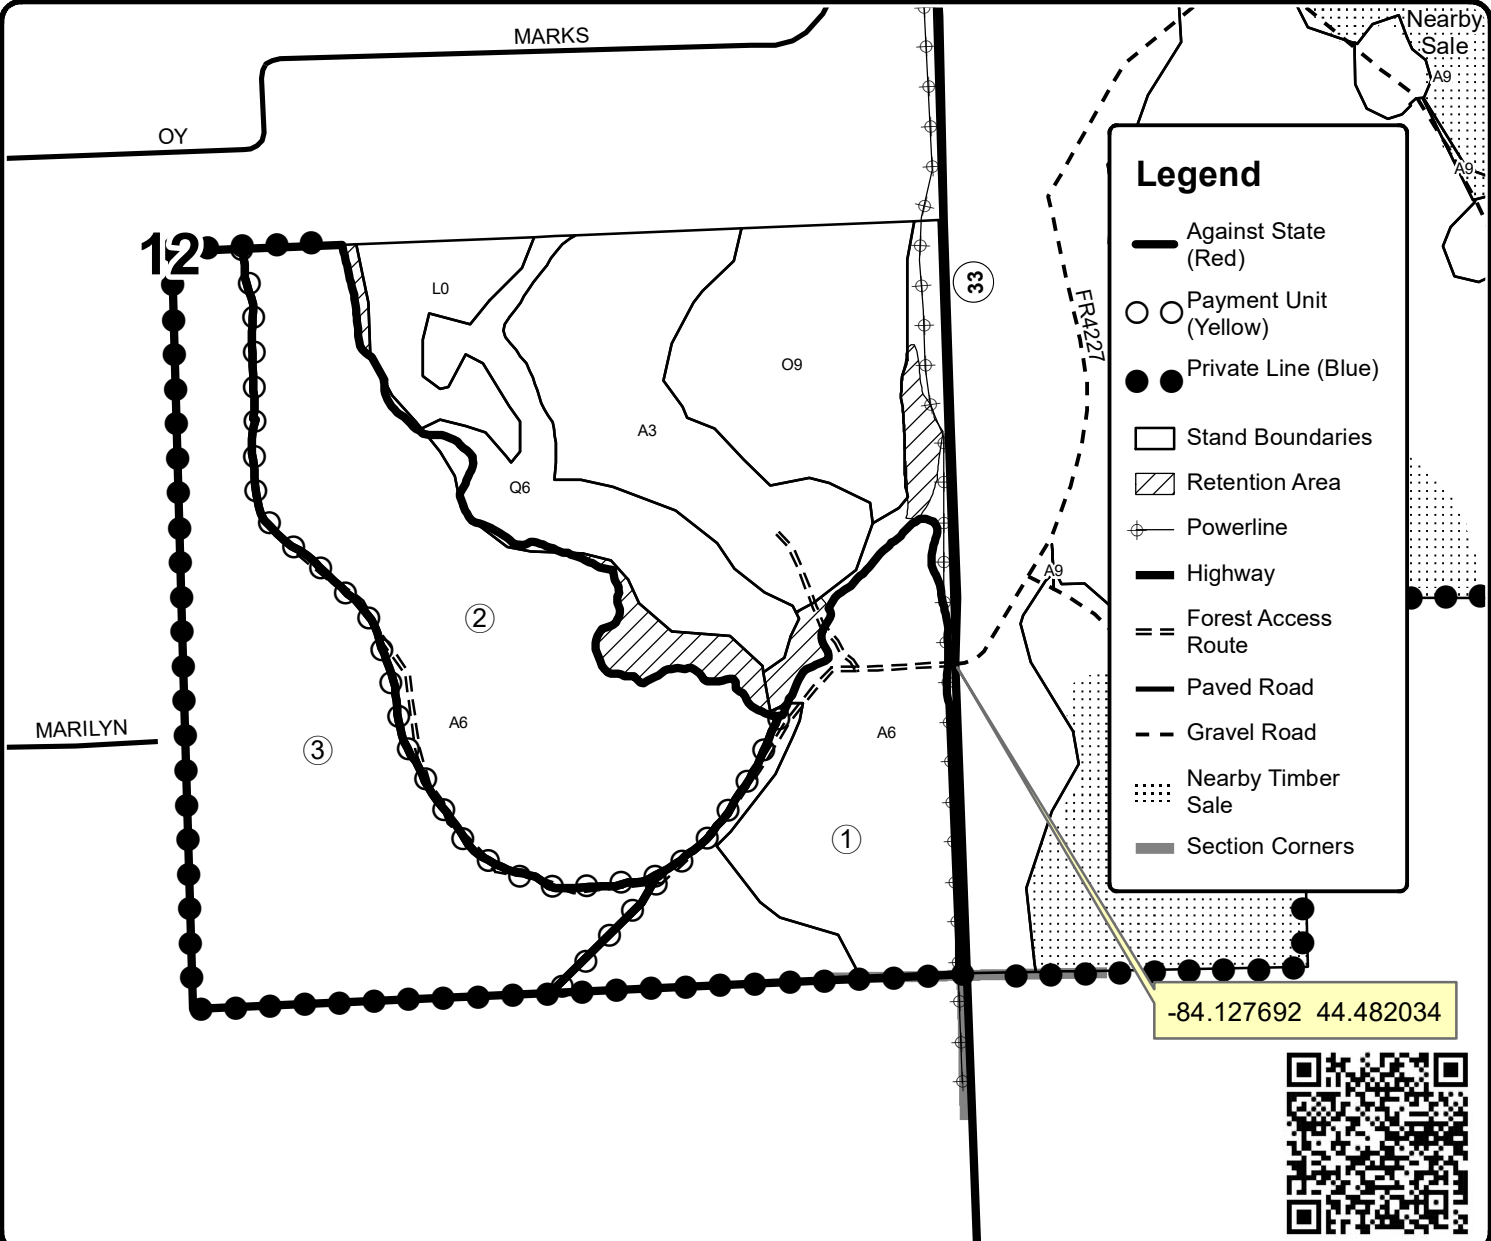 MARKS
OY
12
L0
O9
A3
Q6
33
FR4227
2
A6
3
MARILYN
A6
1
A9
Nearby
Sale
A9
A9
Legend
Against State
(Red)
Payment Unit
(Yellow)
Private Line (Blue)
Stand Boundaries
Retention Area
Powerline
Highway
Forest Access
Route
Paved Road
Gravel Road
Nearby Timber
Sale
Section Corners
-84.127692 44.482034